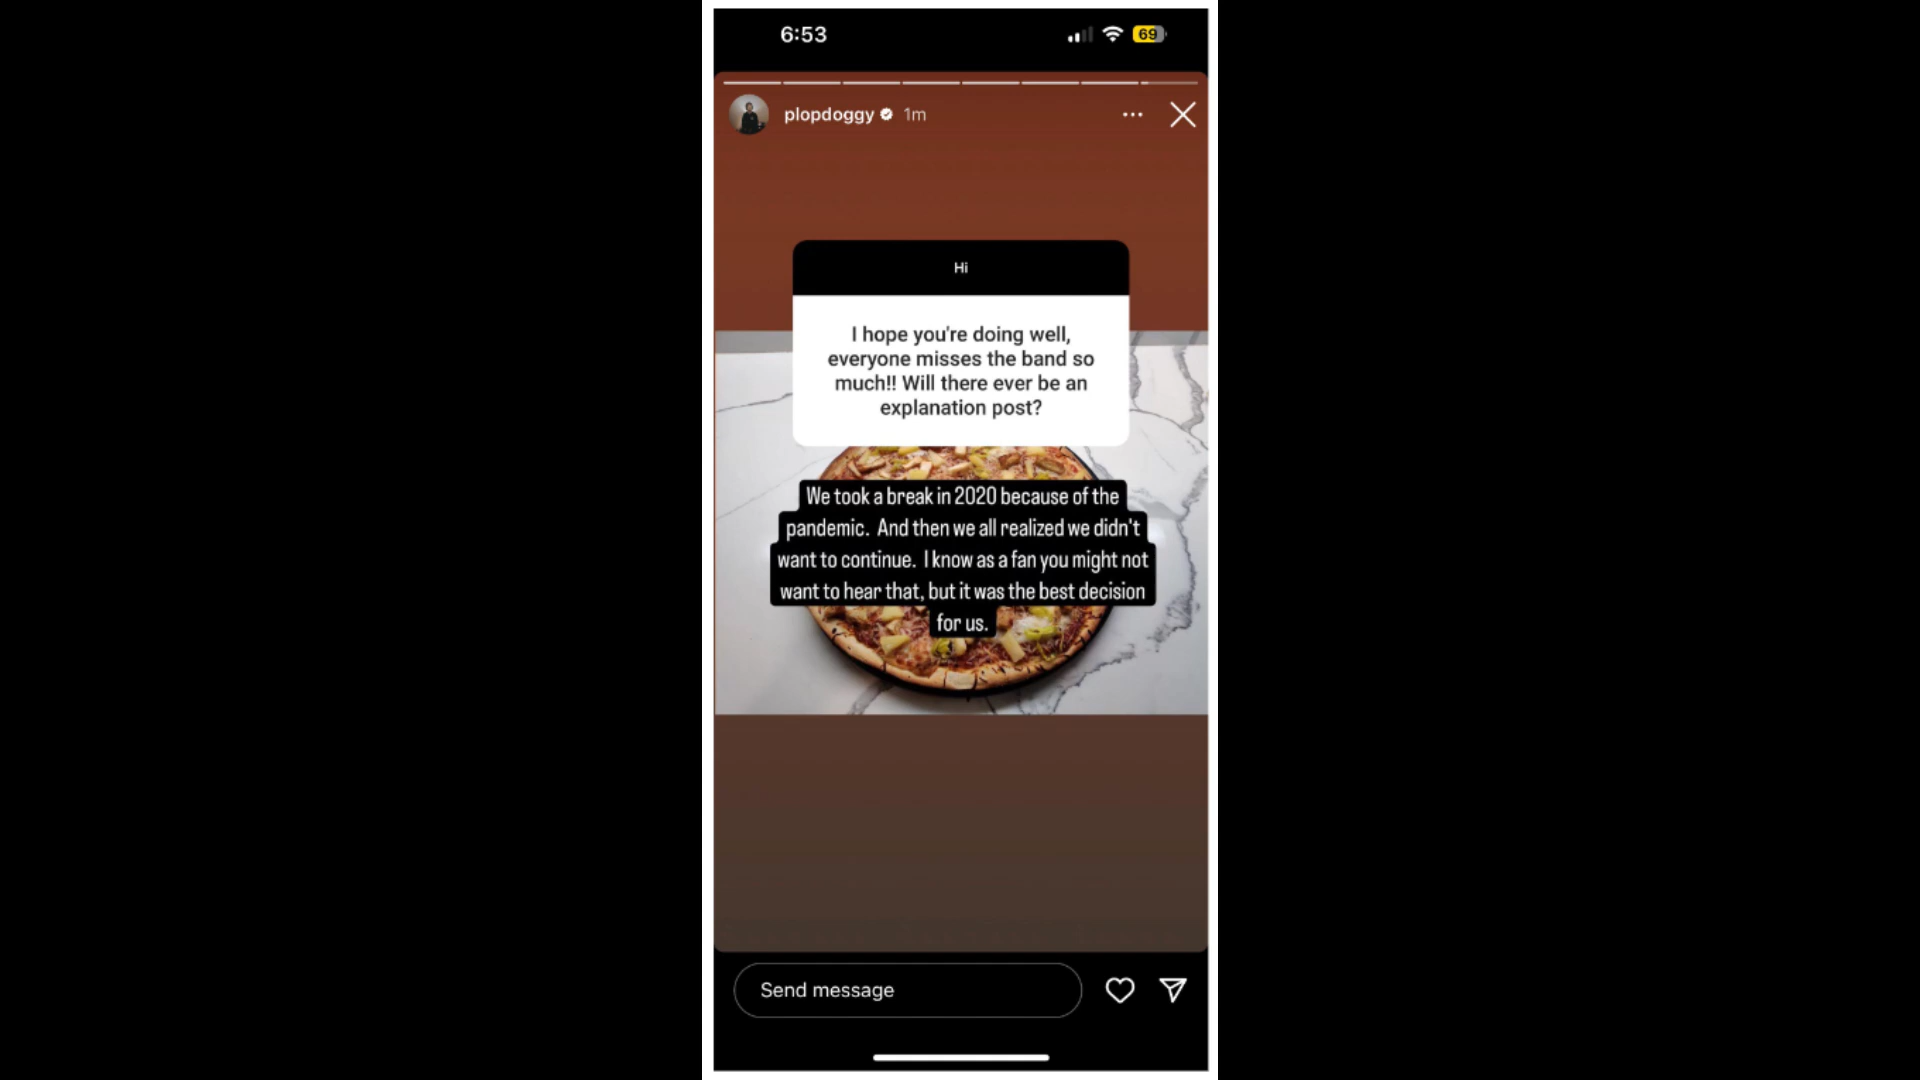 6:53
69
plopdoggy 1m
Hi
I hope you're doing well,
everyone misses the band so
much!! Will there ever be an
explanation post?
We took a break in 2020 because of the
pandemic. And then we all realized we didn't
want to continue. I know as a fan you might not
want to hear that, but it was the best decision
for us.
Send message